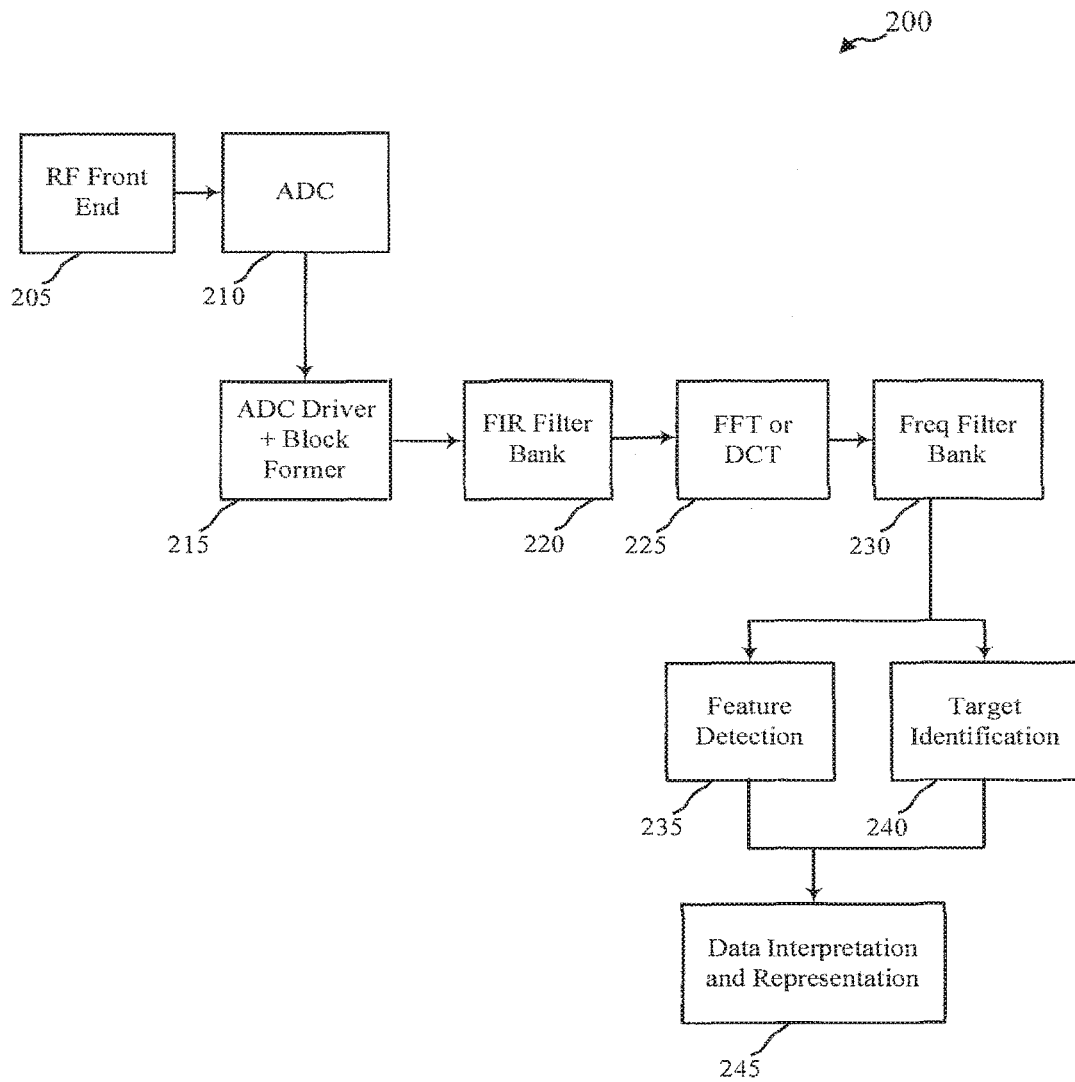 200
RF Front
End
ADC
205
210
ADC Driver
+ Block
Former
FIR Filter
Bank
FFT or
DCT
Freq Filter
Bank
215
220
225
230
Feature
Detection
Target
Identification
235
240
Data Interpretation
and Representation
245